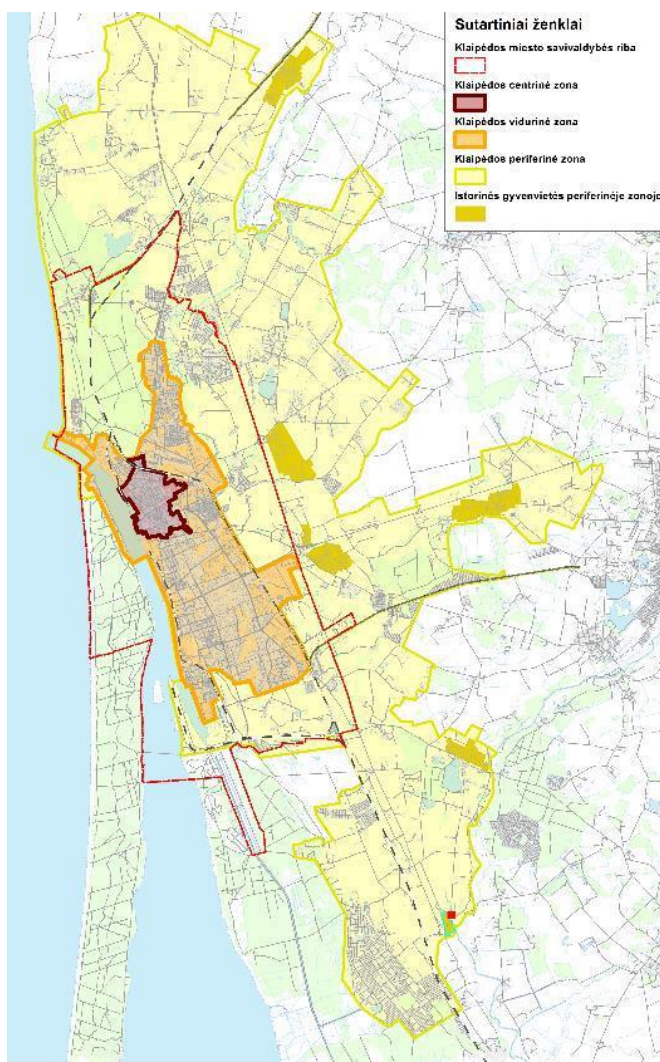 Sutartiniai ženklai
Klaipėdos miesto savivaldybės riba
Klaipėdos centrinė zona
Klaipėdos vidurinė zona
Klaipėdos periferinė zona
Istorinės gyvenvietės periferinėje zonoje